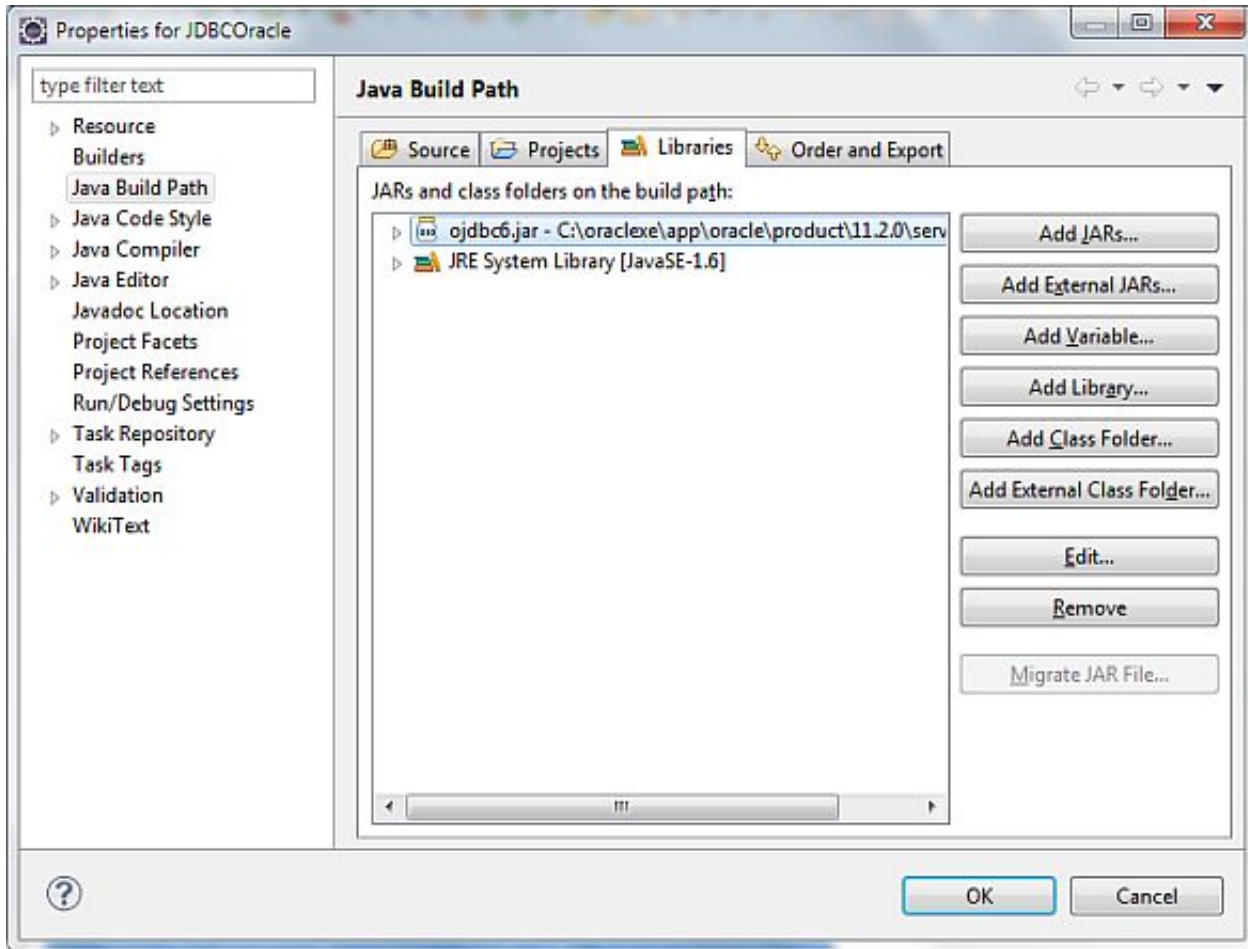 Properties for JDBCOracle
type filter text
Resource
Builders
Java Build Path
Java Code Style
Java Compiler
Java Editor
Javadoc Location
Project Facets
Project References
Run/Debug Settings
Task Repository
Task Tags
Validation
WikiText
Java Build Path
Source Projects Libraries Order and Export
JARs and class folders on the build path:
ojdbc6.jar - C:\oraclexe\app\oracle\product\11.2.0\serv
JRE System Library [JavaSE-1.6]
Add JARs...
Add External JARs...
Add Variable...
Add Library...
Add Class Folder...
Add External Class Folder...
Edit...
Remove
Migrate JAR File...
OK Cancel